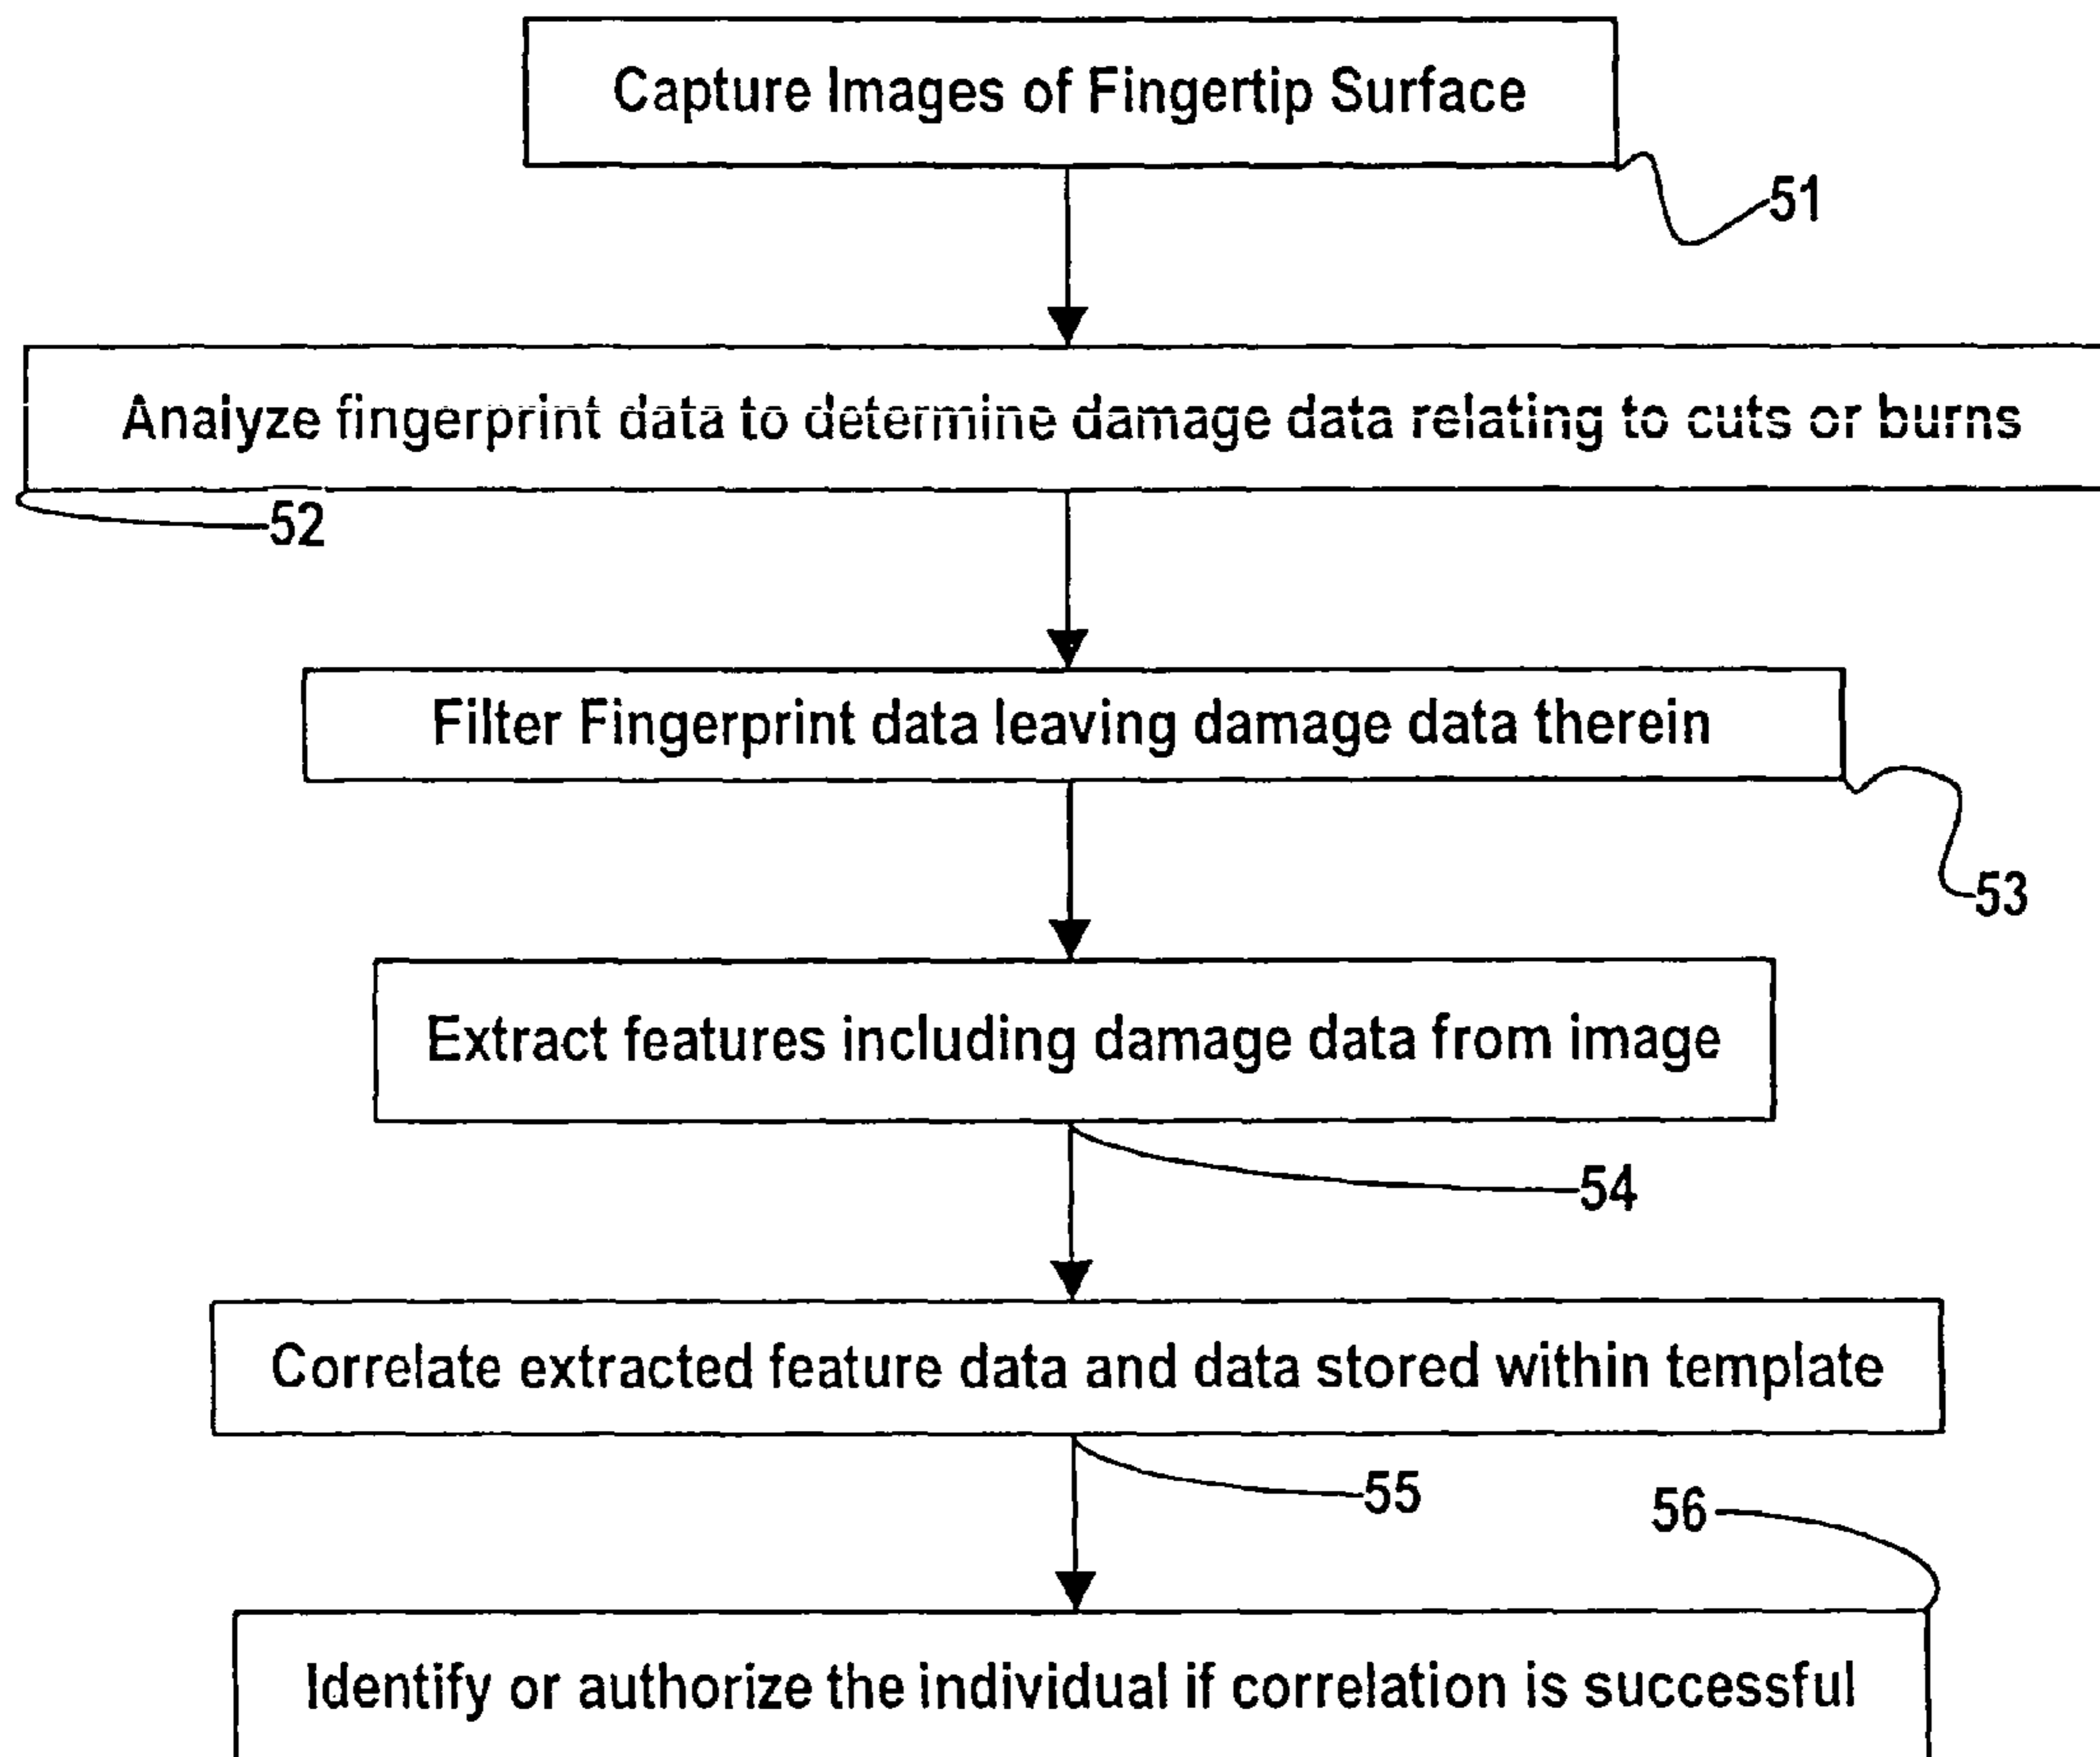 Capture Images of Fingertip Surface
51
Analyze fingerprint data to determine damage data relating to cuts or burns
52
Filter Fingerprint data leaving damage data therein
53
Extract features including damage data from image
54
Correlate extracted feature data and data stored within template
55
56
Identify or authorize the individual if correlation is successful